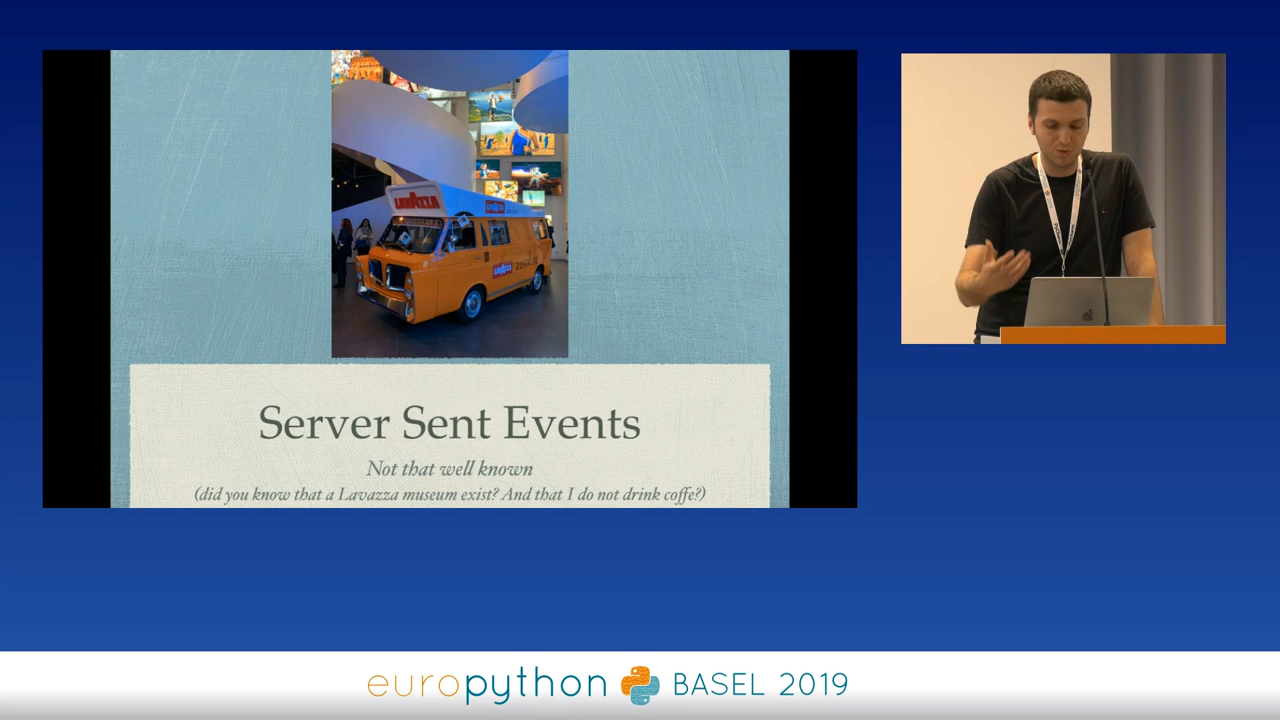 LAVAZZA
Server Sent Events
Not that well known
(did you know that a Lavazza museum exist? And that I do not drink coffe?)
europython BASEL 2019